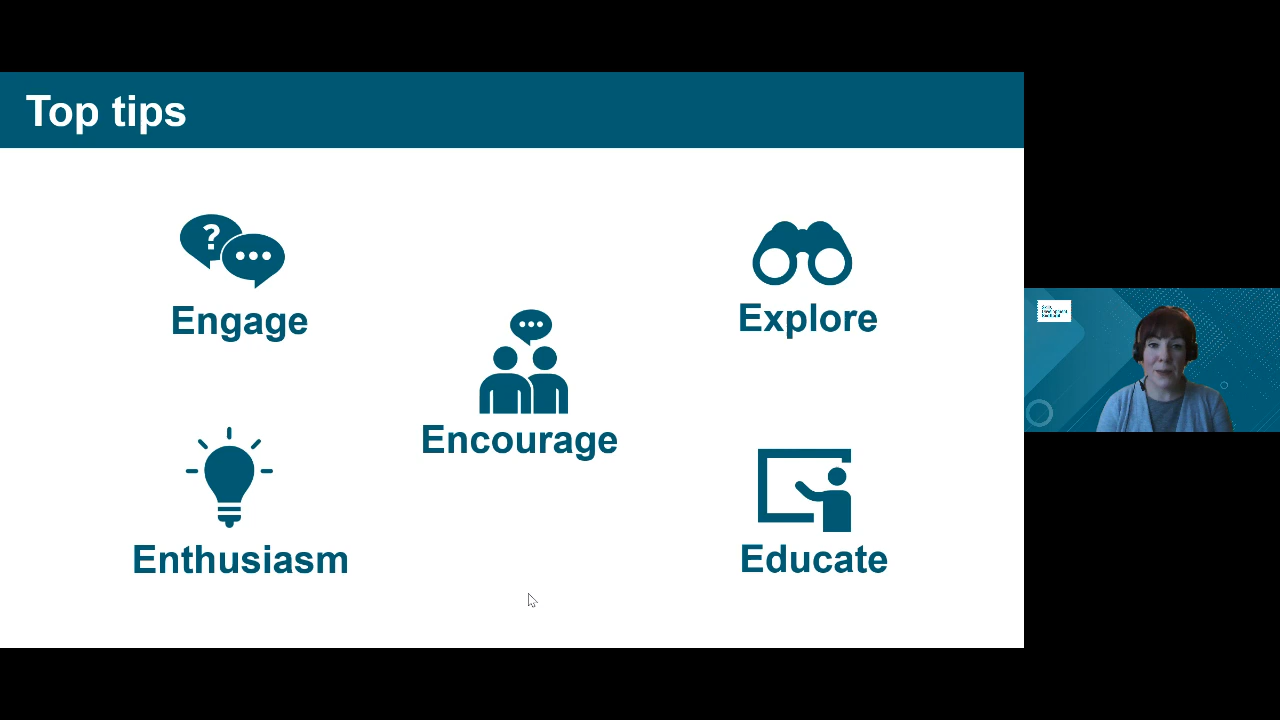 Top tips
?
Engage
Explore
Encourage
Enthusiasm
Educate